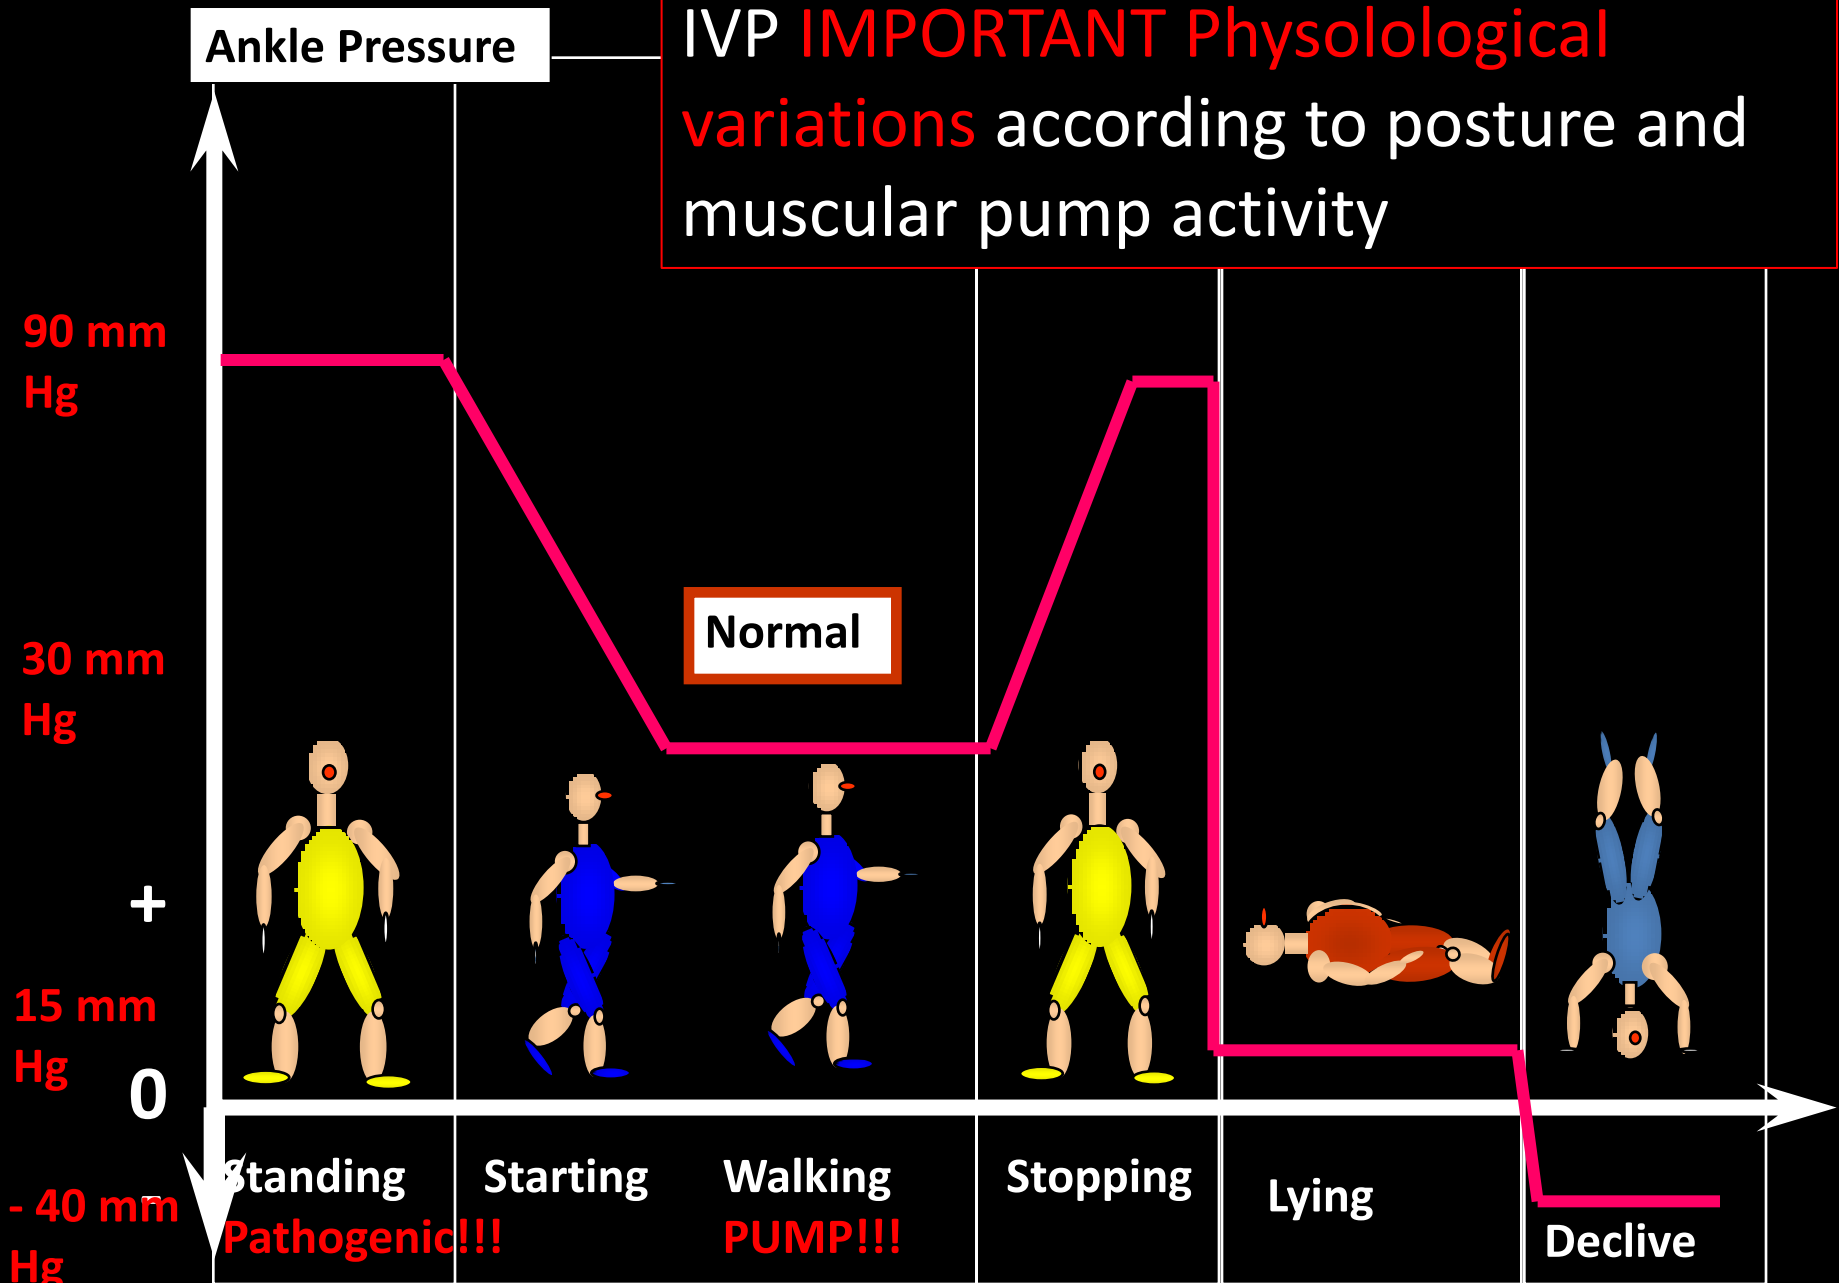 Ankle Pressure
IVP IMPORTANT Physolological
variations according to posture and
muscular pump activity
90 mm
Hg
Normal
30 mm
Hg
+
15 mm
Hg
0
-
- 40 mm
Hg
Standing
Pathogenic!!!
Starting
Walking
PUMP!!!
Stopping
Lying
Declive